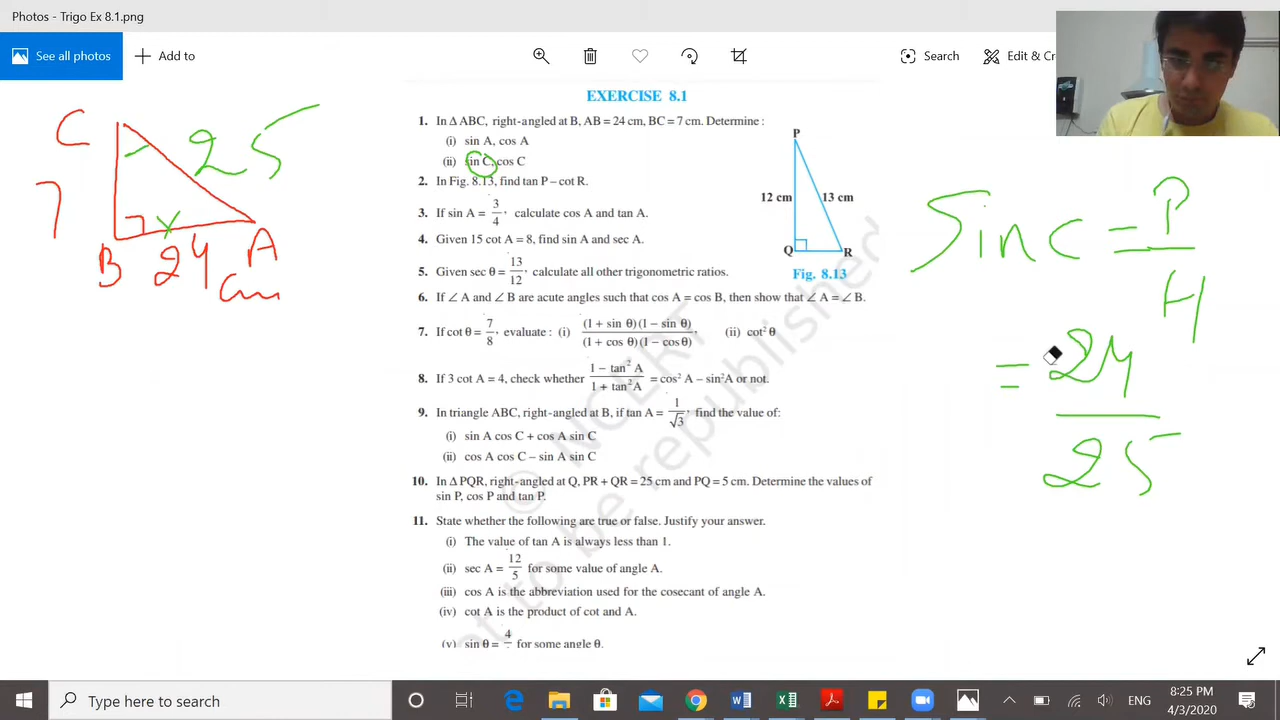 Photos - Trigo Ex 8.1.png
See all photos
Add to
Search
Edit & Cr
EXERCISE 8.1
1. In Δ ABC, right-angled at B, AB = 24 cm, BC = 7 cm. Determine :
(i) sin A, cos A
(ii) sin C, cos C
2. In Fig. 8.13, find tan P – cot R.
3. If sin A = 3/4, calculate cos A and tan A.
4. Given 15 cot A = 8, find sin A and sec A.
5. Given sec θ = 13/12, calculate all other trigonometric ratios.
6. If ∠ A and ∠ B are acute angles such that cos A = cos B, then show that ∠ A = ∠ B.
7. If cot θ = 7/8, evaluate : (i) (1 + sin θ)(1 – sin θ)/(1 + cos θ)(1 – cos θ), (ii) cot² θ
8. If 3 cot A = 4, check whether (1 – tan² A)/(1 + tan² A) = cos² A – sin² A or not.
9. In triangle ABC, right-angled at B, if tan A = 1/√3, find the value of:
(i) sin A cos C + cos A sin C
(ii) cos A cos C – sin A sin C
10. In Δ PQR, right-angled at Q, PR + QR = 25 cm and PQ = 5 cm. Determine the values of
sin P, cos P and tan P.
11. State whether the following are true or false. Justify your answer.
(i) The value of tan A is always less than 1.
(ii) sec A = 12/5 for some value of angle A.
(iii) cos A is the abbreviation used for the cosecant of angle A.
(iv) cot A is the product of cot and A.
(v) sin θ = 4 for some angle θ.
P
12 cm
13 cm
Q
R
Fig. 8.13
© NCERT
not to be republished
C
25
7
B
24
A
cm
Sin C = P/H
= 24/25
Type here to search
ENG
8:25 PM
4/3/2020